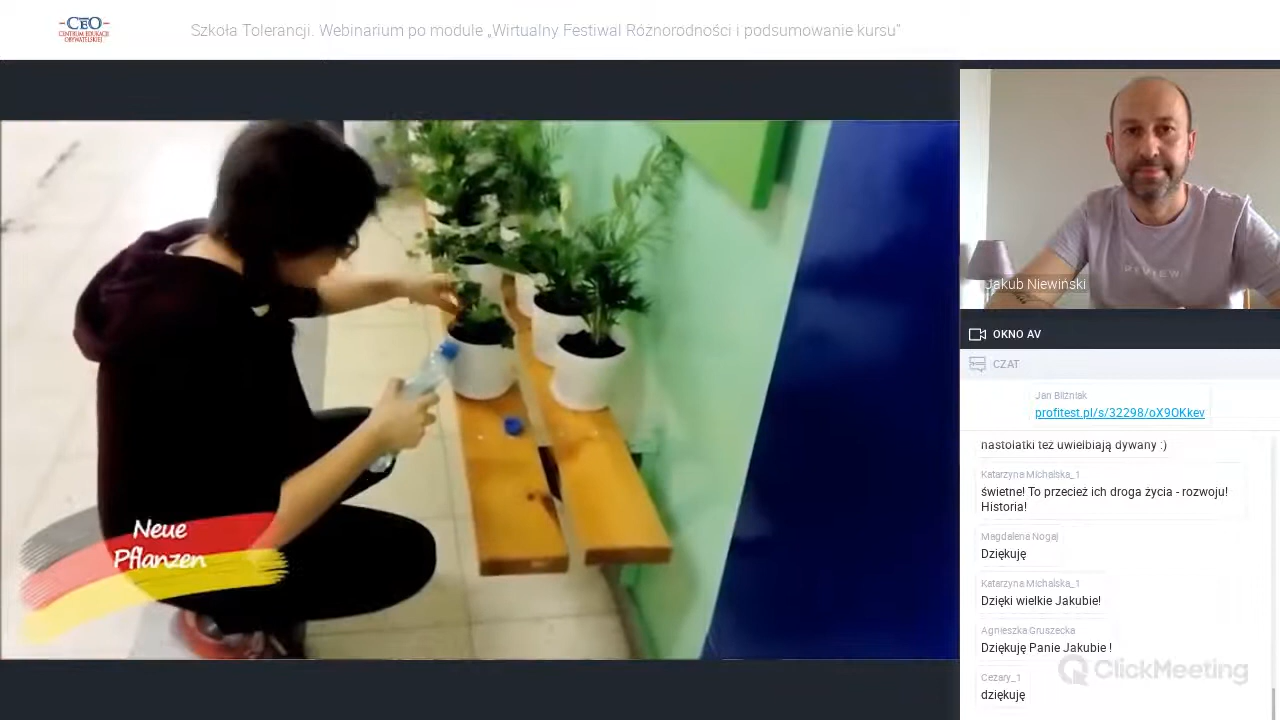 CEO
CENTRUM EDUKACJI
OBYWATELSKIEJ
Szkoła Tolerancji. Webinarium po module „Wirtualny Festiwal Różnorodności i podsumowanie kursu”
Neue
Pflanzen
REVIEW
Jakub Niewiński
OKNO AV
CZAT
Jan Bliźniak
profitest.pl/s/32298/oX9OKkev
nastolatki też uwielbiają dywany :)
Katarzyna Michalska_1
świetne! To przecież ich droga życia - rozwoju!
Historia!
Magdalena Nogaj
Dziękuję
Katarzyna Michalska_1
Dzięki wielkie Jakubie!
Agnieszka Gruszecka
Dziękuję Panie Jakubie !
ClickMeeting
Cezary_1
dziękuję